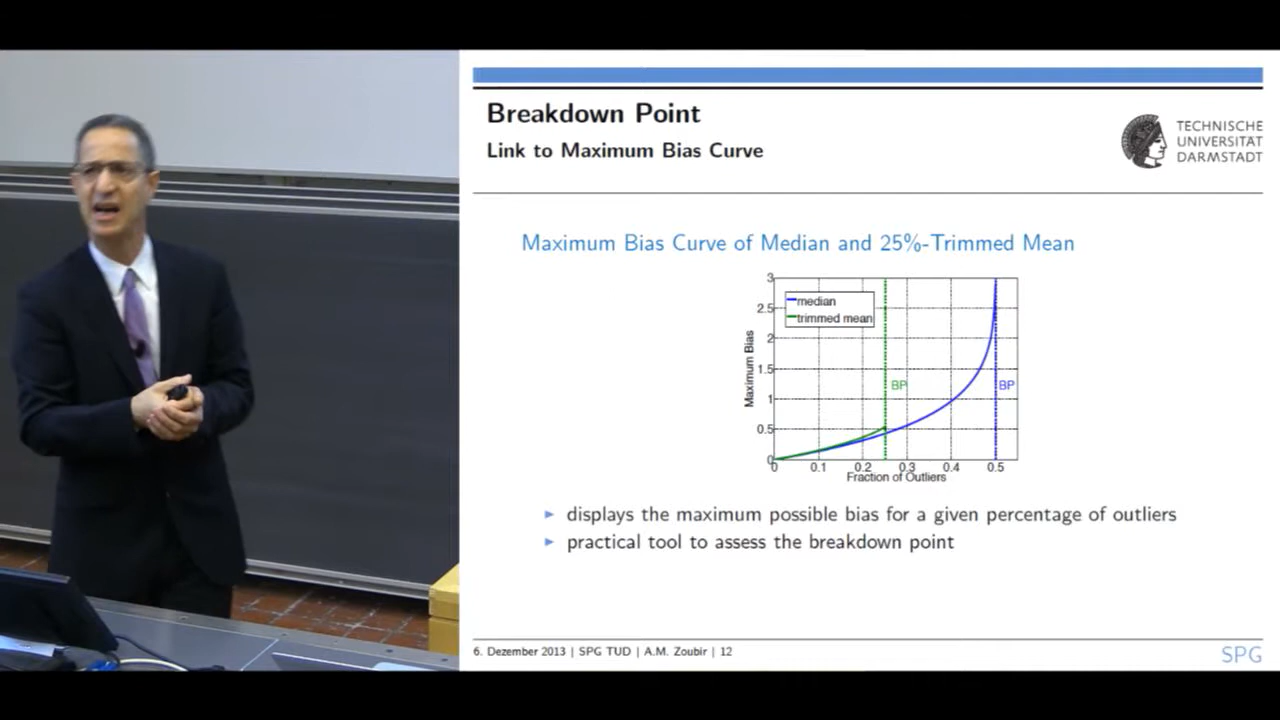 Breakdown Point
Link to Maximum Bias Curve
TECHNISCHE
UNIVERSITÄT
DARMSTADT
Maximum Bias Curve of Median and 25%-Trimmed Mean
3
2.5
2
1.5
1
0.5
0
Maximum Bias
median
trimmed mean
BP
BP
0 0.1 0.2 0.3 0.4 0.5
Fraction of Outliers
► displays the maximum possible bias for a given percentage of outliers
► practical tool to assess the breakdown point
6. Dezember 2013 | SPG TUD | A.M. Zoubir | 12
SPG